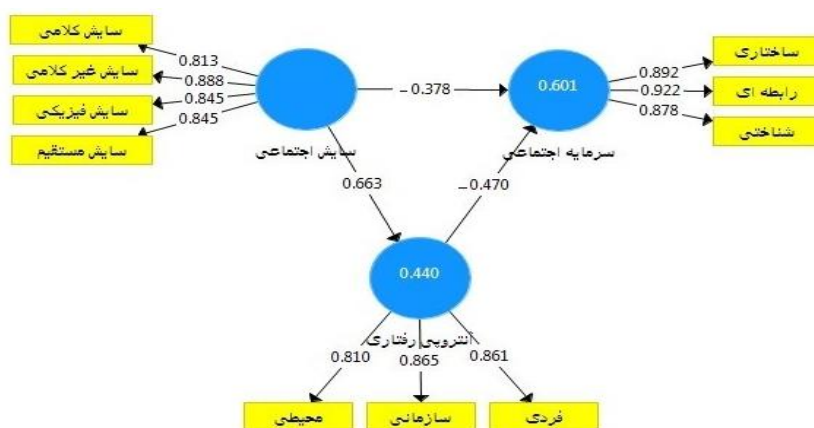 سایش کلامی
سایش غیر کلامی
سایش فیزیکی
سایش مستقیم
0.813
0.888
0.845
0.845
سایش اجتماعی
−0.378
0.601
سرمایه اجتماعی
0.892
0.922
0.878
ساختاری
رابطه ای
شناختی
0.663
−0.470
0.440
آنتروپی رفتاری
0.810
0.865
0.861
محیطی
سازمانی
فردی